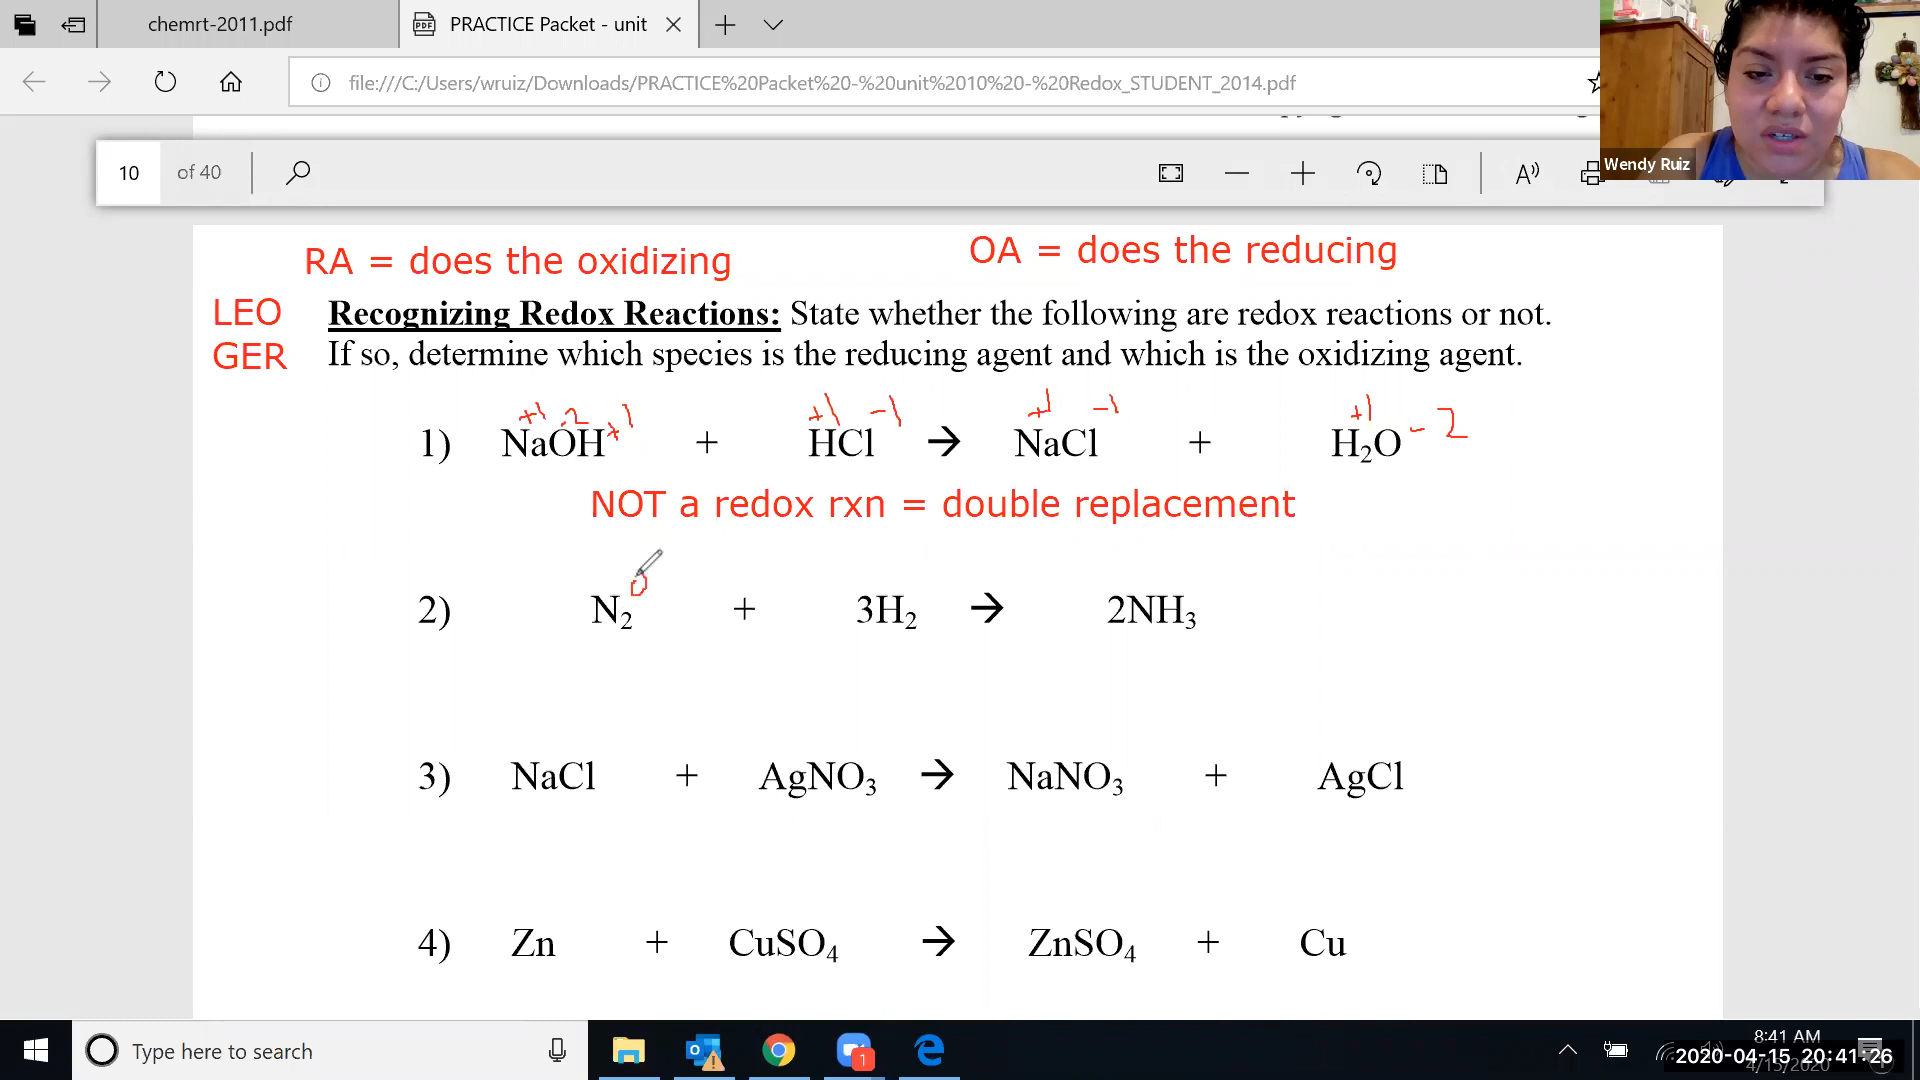 chemrt-2011.pdf
PRACTICE Packet - unit
file:///C:/Users/wruiz/Downloads/PRACTICE%20Packet%20-%20unit%2010%20-%20Redox_STUDENT_2014.pdf
10 of 40
Wendy Ruiz
RA = does the oxidizing OA = does the reducing
LEO Recognizing Redox Reactions: State whether the following are redox reactions or not.
GER If so, determine which species is the reducing agent and which is the oxidizing agent.
+1 -2 +1 +1 -1 +1 -1 +1 -2
1) NaOH + HCl → NaCl + H₂O
NOT a redox rxn = double replacement
0
2) N₂ + 3H₂ → 2NH₃
3) NaCl + AgNO₃ → NaNO₃ + AgCl
4) Zn + CuSO₄ → ZnSO₄ + Cu
Type here to search
1
8:41 AM
2020-04-15 20:41:26
4/15/2020